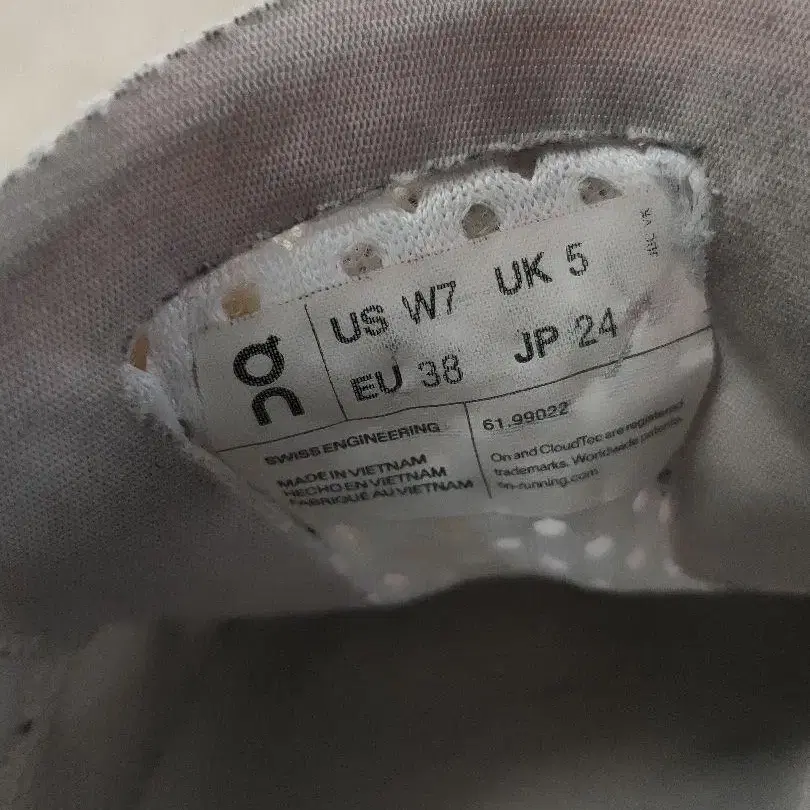 On
US W7 UK 5
EU 38 JP 24
SWISS ENGINEERING
MADE IN VIETNAM
HECHO EN VIETNAM
FABRIQUE AU VIETNAM
61.99022
On and CloudTec are registered
trademarks. Worldwide patents.
on-running.com